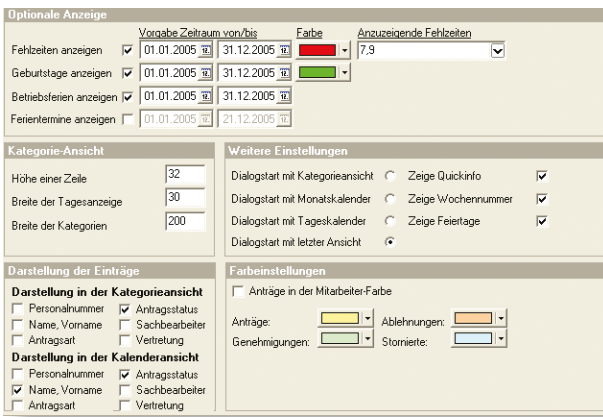 Optionale Anzeige
Vorgabe Zeitraum von/bis Farbe Anzuzeigende Fehlzeiten
Fehlzeiten anzeigen 01.01.2005 31.12.2005 7,9
Geburtstage anzeigen 01.01.2005 31.12.2005
Betriebsferien anzeigen 01.01.2005 31.12.2005
Ferientermine anzeigen 01.01.2005 21.12.2005
Kategorie-Ansicht
Höhe einer Zeile 32
Breite der Tagesanzeige 30
Breite der Kategorien 200
Weitere Einstellungen
Dialogstart mit Kategorieansicht Zeige Quickinfo
Dialogstart mit Monatskalender Zeige Wochennummer
Dialogstart mit Tageskalender Zeige Feiertage
Dialogstart mit letzter Ansicht
Darstellung der Einträge
Darstellung in der Kategorieansicht
Personalnummer Antragsstatus
Name, Vorname Sachbearbeiter
Antragsart Vertretung
Darstellung in der Kalenderansicht
Personalnummer Antragsstatus
Name, Vorname Sachbearbeiter
Antragsart Vertretung
Farbeinstellungen
Anträge in der Mitarbeiter-Farbe
Anträge: Ablehnungen:
Genehmigungen: Stornierte: